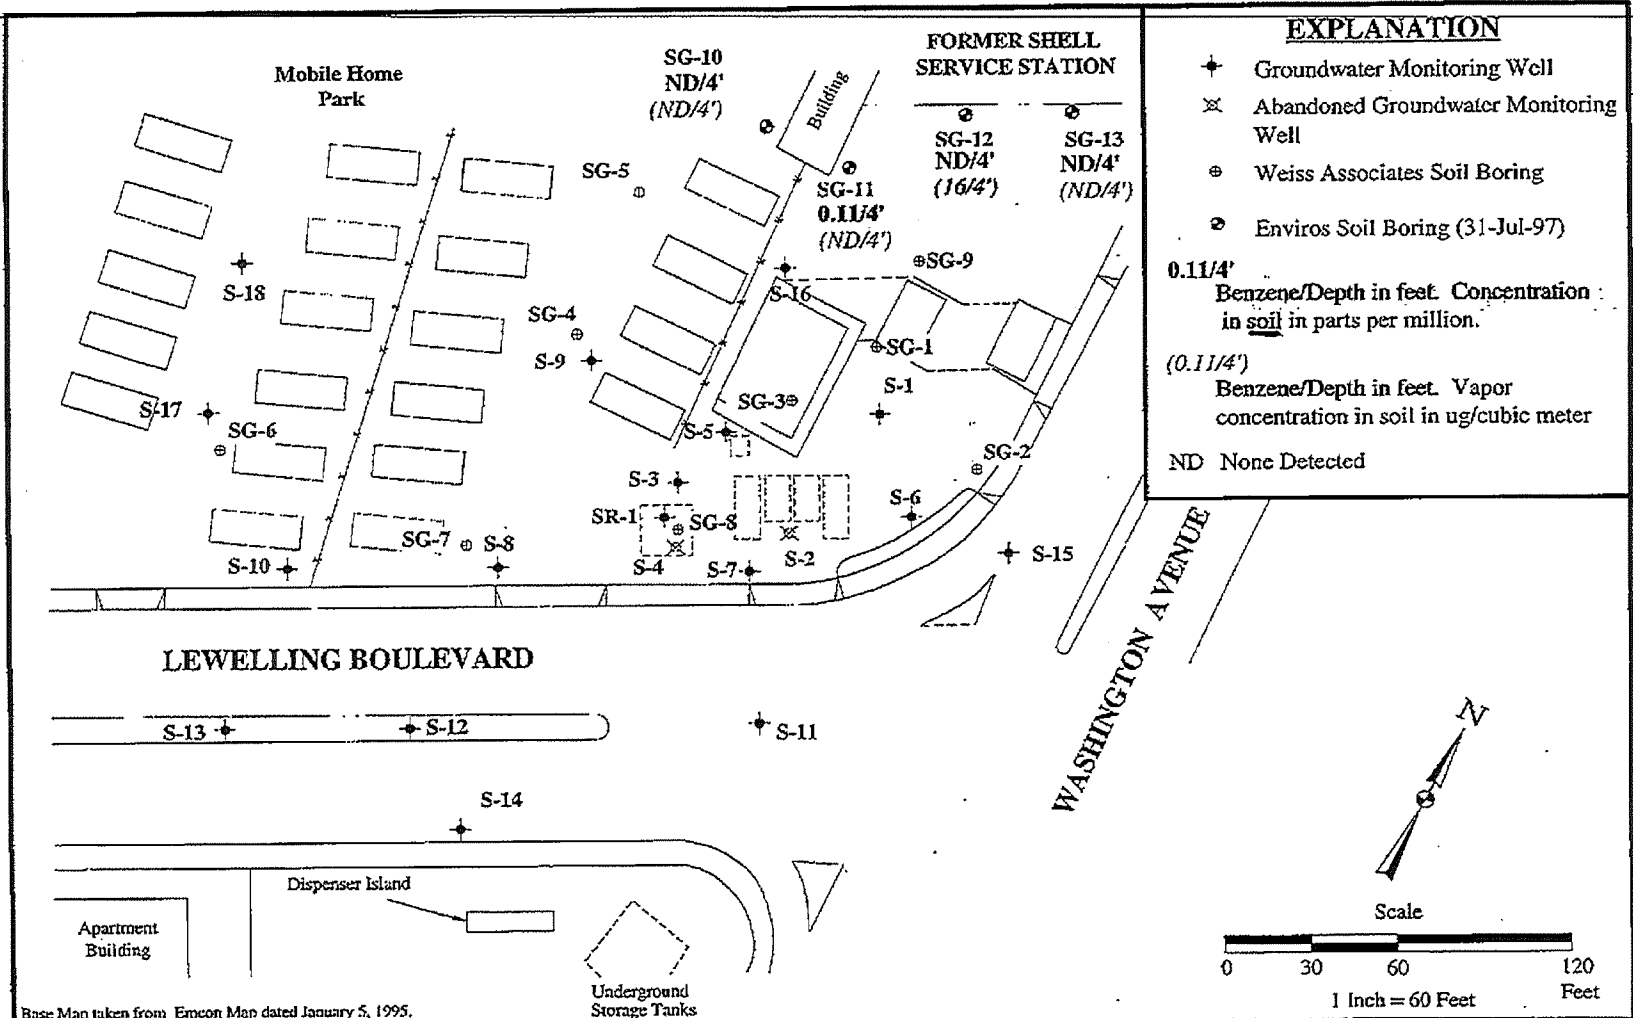 Mobile Home
Park
SG-10
ND/4'
(ND/4')
Building
FORMER SHELL
SERVICE STATION
SG-12
ND/4'
(16/4')
SG-13
ND/4'
(ND/4')
SG-5
SG-11
0.11/4'
(ND/4')
SG-9
S-18
S-16
SG-4
S-9
SG-1
S-1
S-17
SG-6
SG-3
S-5
SG-2
S-3
S-6
SR-1
SG-8
SG-7
S-8
S-10
S-4
S-7
S-2
S-15
LEWELLING BOULEVARD
WASHINGTON AVENUE
S-13
S-12
S-11
S-14
Dispenser Island
Apartment
Building
Underground
Storage Tanks
Base Map taken from Emcon Map dated January 5, 1995.
EXPLANATION
Groundwater Monitoring Well
Abandoned Groundwater Monitoring
Well
Weiss Associates Soil Boring
Enviros Soil Boring (31-Jul-97)
0.11/4'
Benzene/Depth in feet. Concentration
in soil in parts per million.
(0.11/4')
Benzene/Depth in feet. Vapor
concentration in soil in ug/cubic meter
ND None Detected
N
Scale
0 30 60 120
Feet
1 Inch = 60 Feet